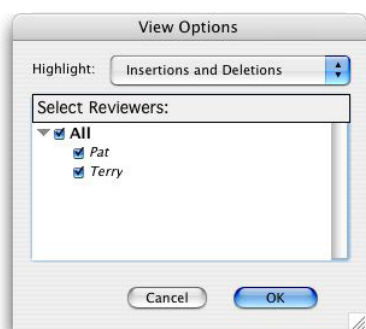 View Options
Highlight: Insertions and Deletions
Select Reviewers:
All
Pat
Terry
Cancel OK